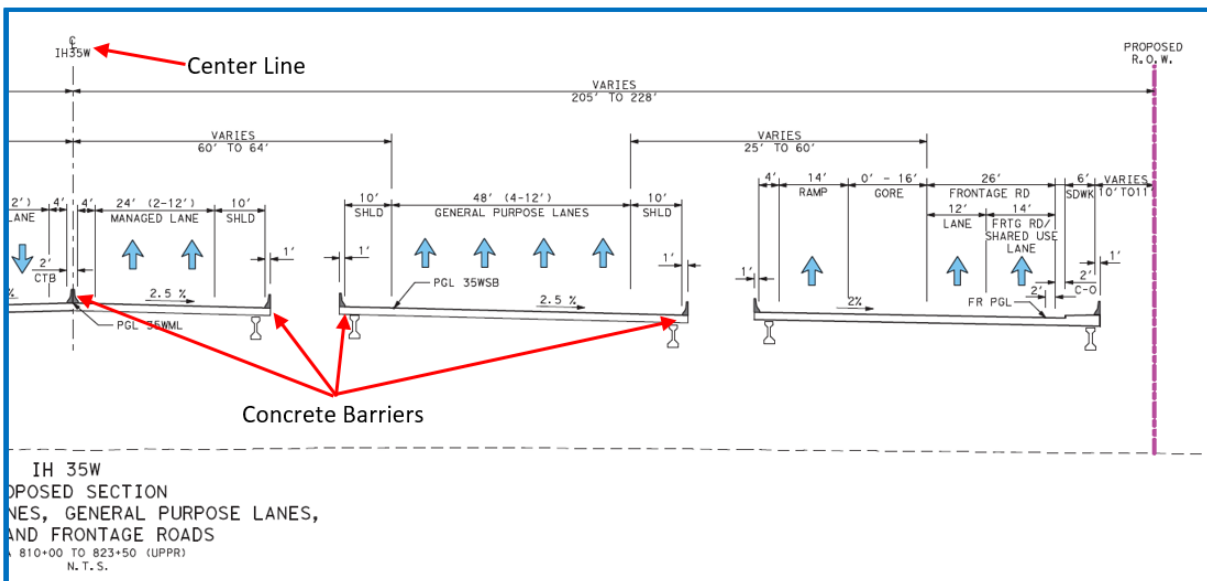 ℄
IH35W
Center Line
PROPOSED
R.O.W.
VARIES
205' TO 228'
VARIES
60' TO 64'
VARIES
25' TO 60'
2')
LANE
4'
4'
24' (2-12')
MANAGED LANE
10'
SHLD
10'
SHLD
48' (4-12')
GENERAL PURPOSE LANES
10'
SHLD
4'
14'
RAMP
0' - 16'
GORE
26'
FRONTAGE RD
6'
SDWK
VARIES
10' TO11'
12'
LANE
14'
FRTG RD/
SHARED USE
LANE
2'
CTB
1'
1'
1'
1'
1'
2'
C-O
2'
%
2.5 %
PGL 35WML
PGL 35WSB
2.5 %
2%
FR PGL
Concrete Barriers
IH 35W
OPOSED SECTION
NES, GENERAL PURPOSE LANES,
AND FRONTAGE ROADS
810+00 TO 823+50 (UPPR)
N.T.S.